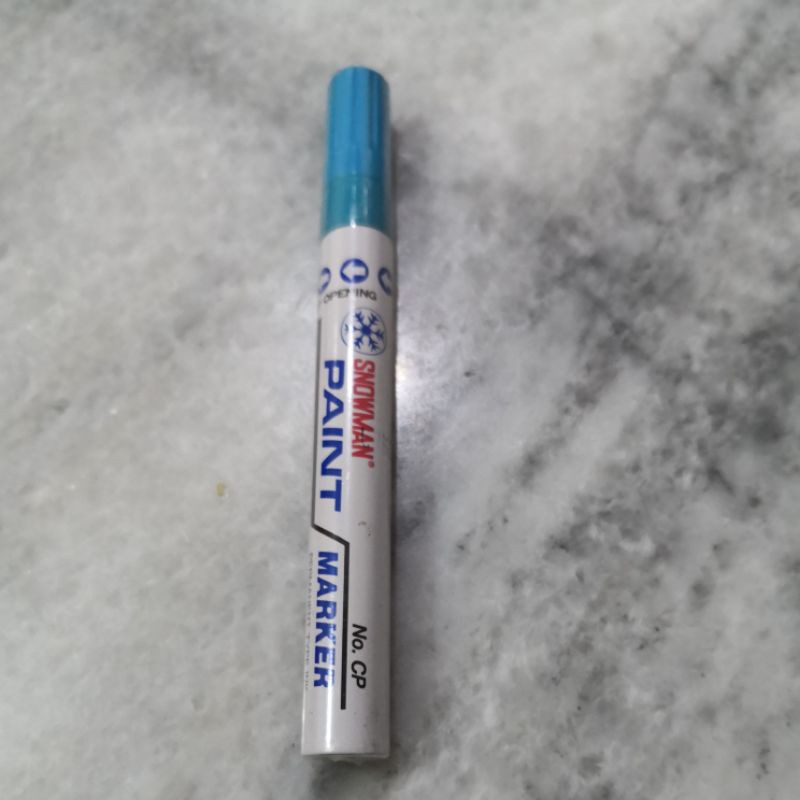 OPENING
SNOWMAN®
PAINT
MARKER
No. CP